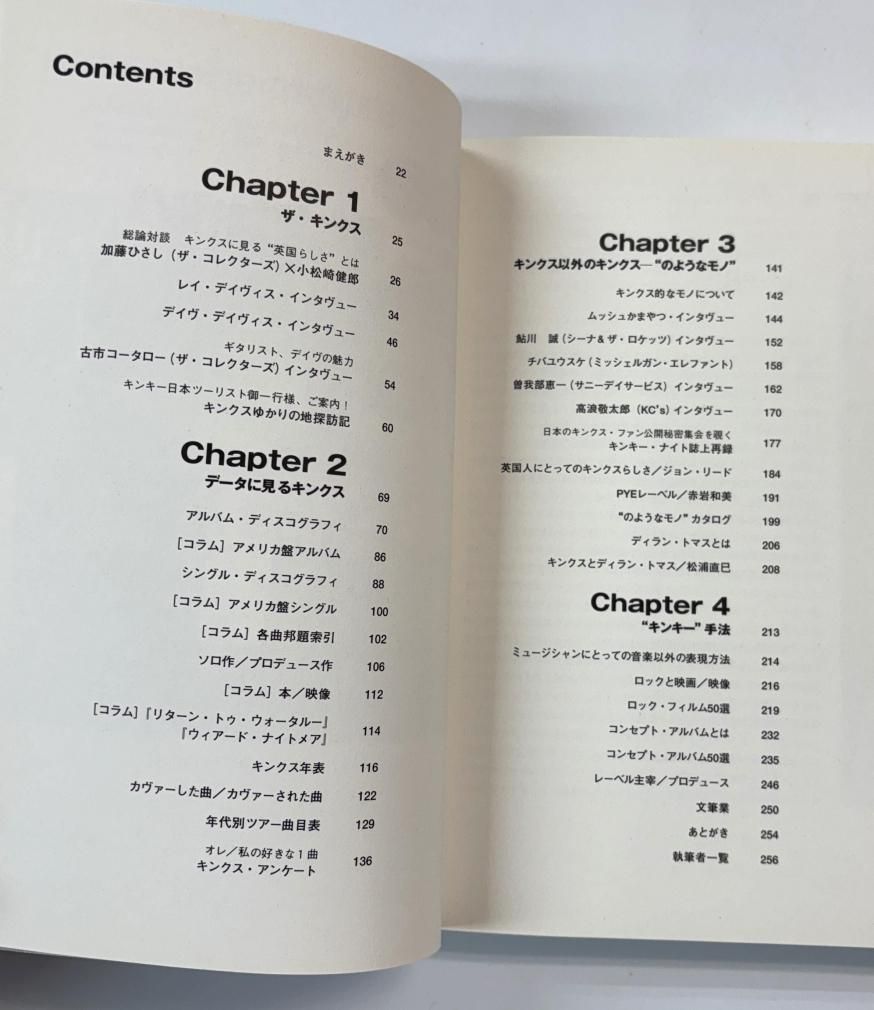 Contents
まえがき 22
Chapter 1
ザ・キンクス 25
総論対談　キンクスに見る“英国らしさ”とは
加藤ひさし（ザ・コレクターズ）×小松崎健郎 26
レイ・デイヴィス・インタヴュー 34
デイヴ・デイヴィス・インタヴュー 46
ギタリスト、デイヴの魅力
古市コータロー（ザ・コレクターズ）インタヴュー 54
キンキー日本ツーリスト御一行様、ご案内！
キンクスゆかりの地探訪記 60
Chapter 2
データに見るキンクス 69
アルバム・ディスコグラフィ 70
［コラム］アメリカ盤アルバム 86
シングル・ディスコグラフィ 88
［コラム］アメリカ盤シングル 100
［コラム］各曲邦題索引 102
ソロ作／プロデュース作 106
［コラム］本／映像 112
［コラム］『リターン・トゥ・ウォータルー』
『ウィアード・ナイトメア』 114
キンクス年表 116
カヴァーした曲／カヴァーされた曲 122
年代別ツアー曲目表 129
オレ／私の好きな1曲
キンクス・アンケート 136
Chapter 3
キンクス以外のキンクス―“のようなモノ” 141
キンクス的なモノについて 142
ムッシュかまやつ・インタヴュー 144
鮎川　誠（シーナ＆ザ・ロケッツ）インタヴュー 152
チバユウスケ（ミッシェルガン・エレファント） 158
曽我部恵一（サニーデイサービス）インタヴュー 162
高浪敬太郎（KC's）インタヴュー 170
日本のキンクス・ファン公開秘密集会を覗く
キンキー・ナイト誌上再録 177
英国人にとってのキンクスらしさ／ジョン・リード 184
PYEレーベル／赤岩和美 191
“のようなモノ”カタログ 199
ディラン・トマスとは 206
キンクスとディラン・トマス／松浦直巳 208
Chapter 4
“キンキー”手法 213
ミュージシャンにとっての音楽以外の表現方法 214
ロックと映画／映像 216
ロック・フィルム50選 219
コンセプト・アルバムとは 232
コンセプト・アルバム50選 235
レーベル主宰／プロデュース 246
文筆業 250
あとがき 254
執筆者一覧 256